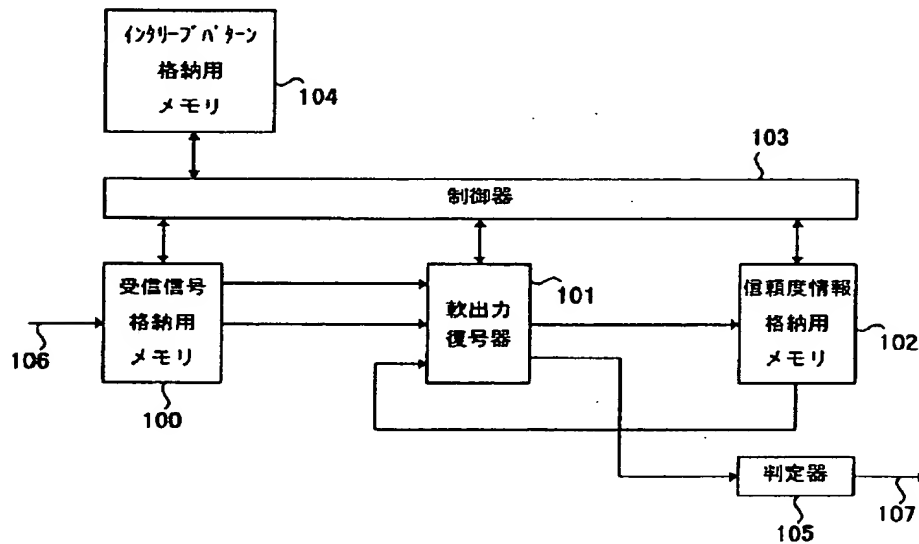 インタリーブパターン
格納用
メモリ
104
103
制御器
受信信号
格納用
メモリ
106
100
軟出力
復号器
101
信頼度情報
格納用
メモリ
102
判定器
105
107